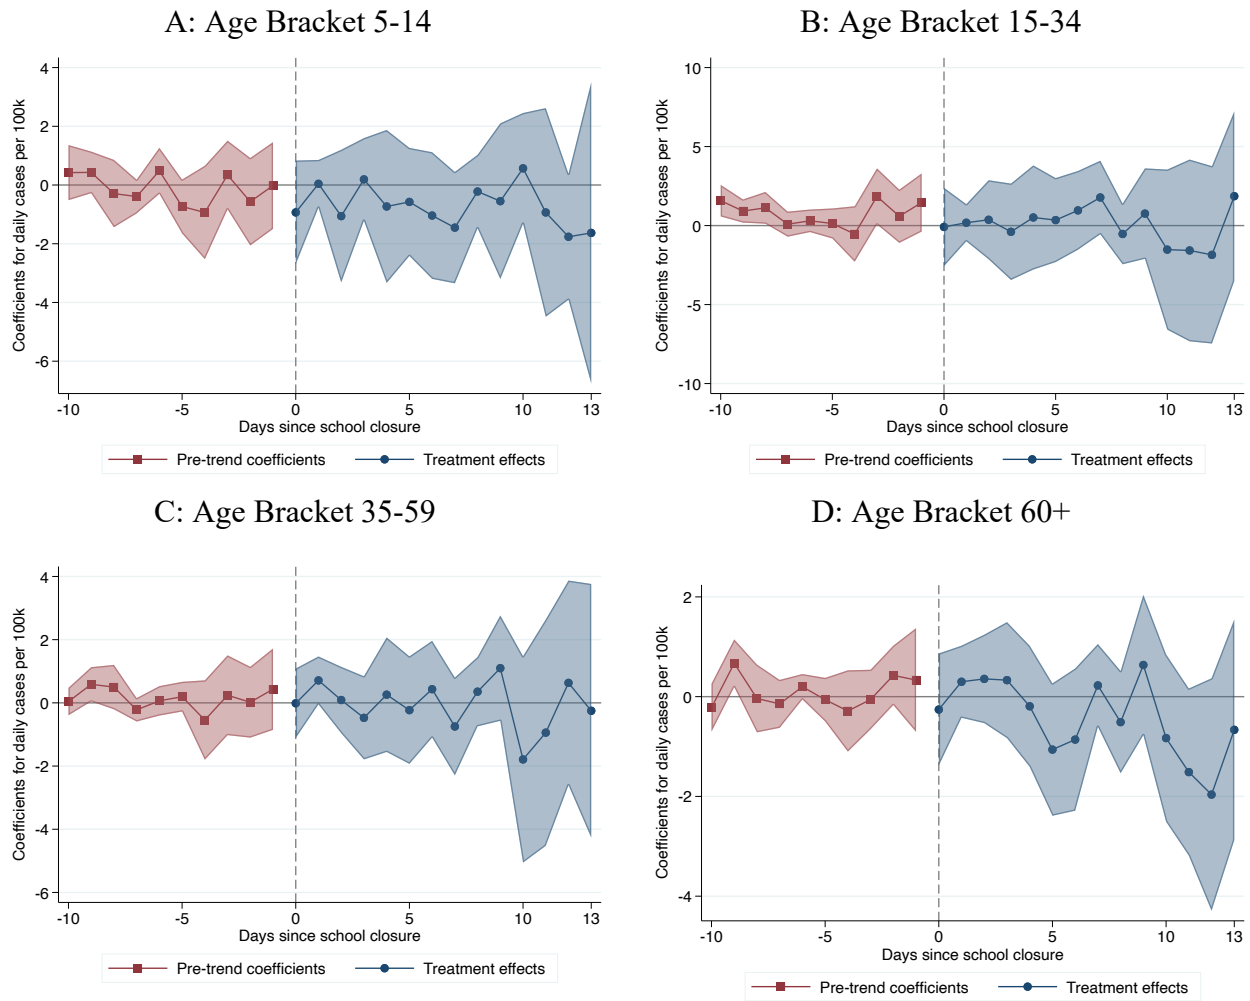 A: Age Bracket 5-14
Coefficients for daily cases per 100k
4
2
0
-2
-4
-6
-10
-5
0
5
10
13
Days since school closure
Pre-trend coefficients
Treatment effects
B: Age Bracket 15-34
Coefficients for daily cases per 100k
10
5
0
-5
-10
-10
-5
0
5
10
13
Days since school closure
Pre-trend coefficients
Treatment effects
C: Age Bracket 35-59
Coefficients for daily cases per 100k
4
2
0
-2
-4
-6
-10
-5
0
5
10
13
Days since school closure
Pre-trend coefficients
Treatment effects
D: Age Bracket 60+
Coefficients for daily cases per 100k
2
0
-2
-4
-10
-5
0
5
10
13
Days since school closure
Pre-trend coefficients
Treatment effects